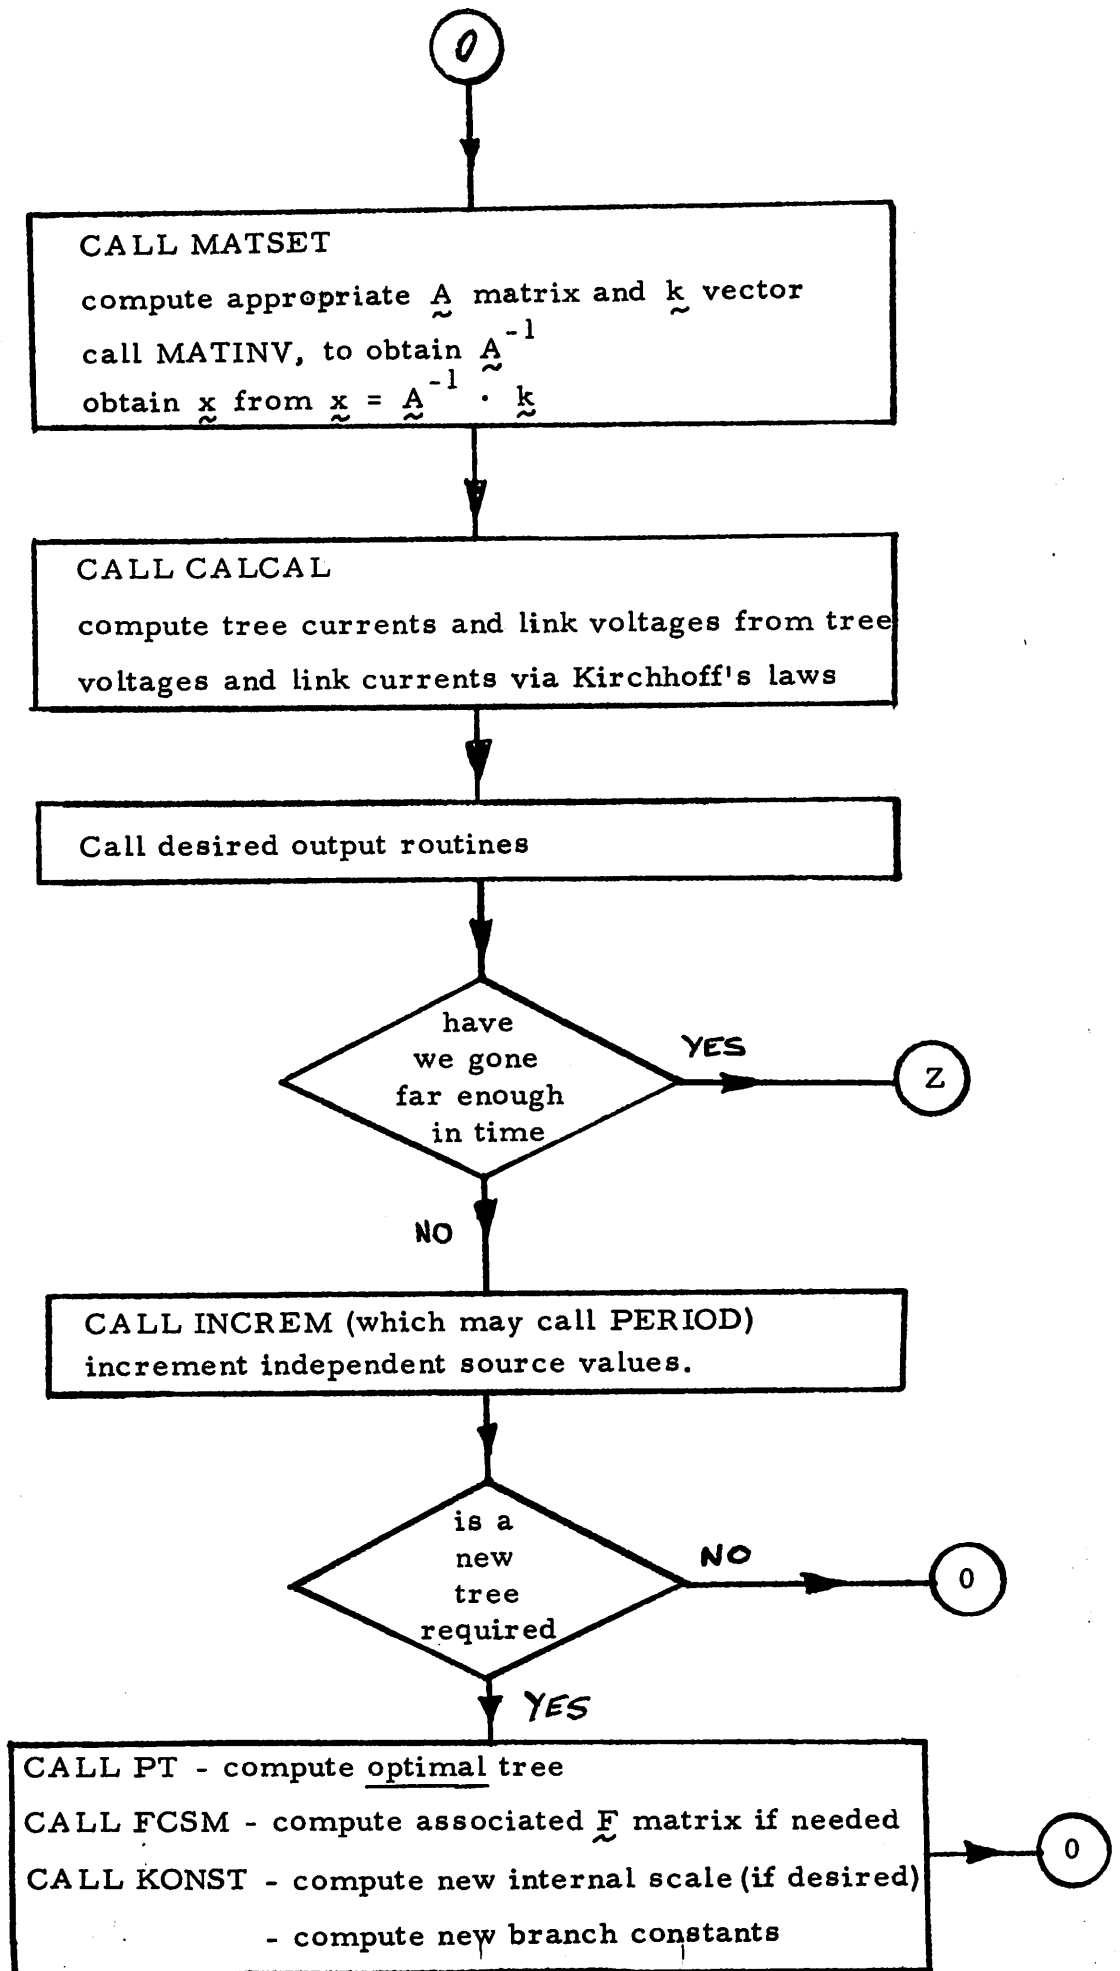 0
CALL MATSET
compute appropriate A matrix and k vector
call MATINV, to obtain A^-1
obtain x from x = A^-1 · k
CALL CALCAL
compute tree currents and link voltages from tree
voltages and link currents via Kirchhoff's laws
Call desired output routines
have
we gone
far enough
in time
YES
Z
NO
CALL INCREM (which may call PERIOD)
increment independent source values.
is a
new
tree
required
NO
0
YES
CALL PT - compute optimal tree
CALL FCSM - compute associated F matrix if needed
CALL KONST - compute new internal scale (if desired)
- compute new branch constants
0